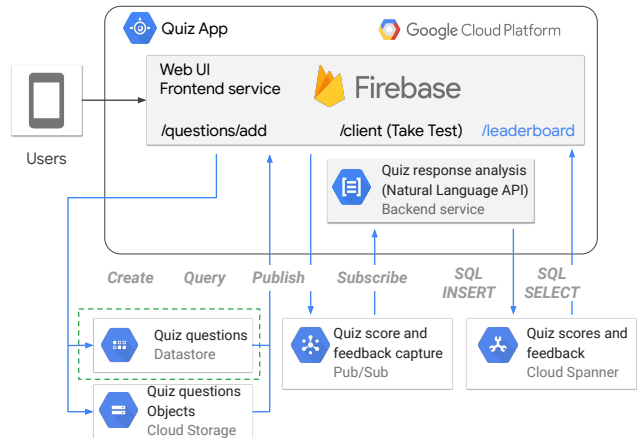 Quiz App
Google Cloud Platform
Web UI
Frontend service
Firebase
/questions/add
/client (Take Test)
/leaderboard
Users
Quiz response analysis
(Natural Language API)
Backend service
Create
Query
Publish
Subscribe
SQL
INSERT
SQL
SELECT
Quiz questions
Datastore
Quiz score and
feedback capture
Pub/Sub
Quiz scores and
feedback
Cloud Spanner
Quiz questions
Objects
Cloud Storage